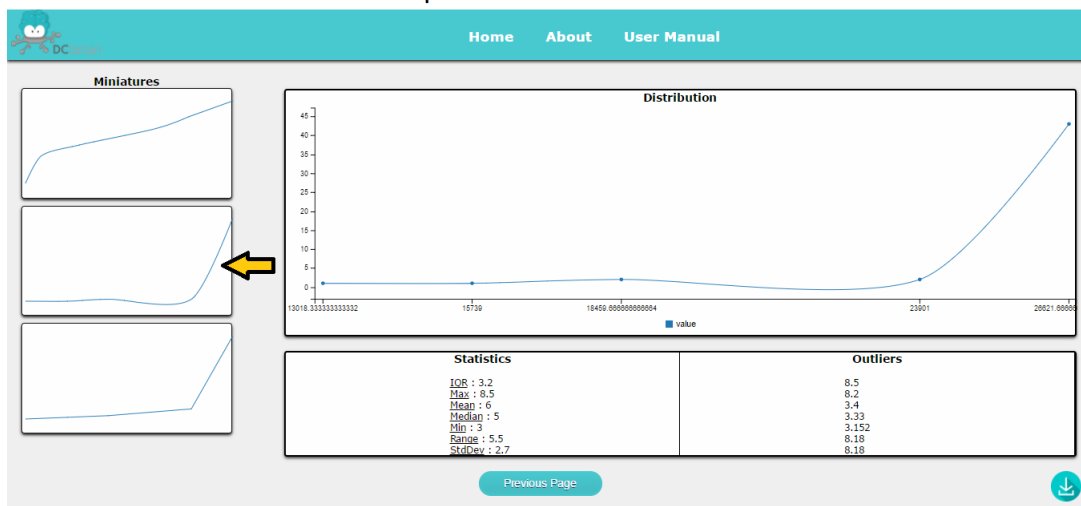 DC
Home About User Manual
Miniatures
Distribution
45
40
35
30
25
20
15
10
5
0
13018.333333333332 15739 18459.666666666664 23901 26621.66666
value
Statistics
IQR : 3.2
Max : 8.5
Mean : 6
Median : 5
Min : 3
Range : 5.5
StdDev : 2.7
Outliers
8.5
8.2
3.4
3.33
3.152
8.18
8.18
Previous Page